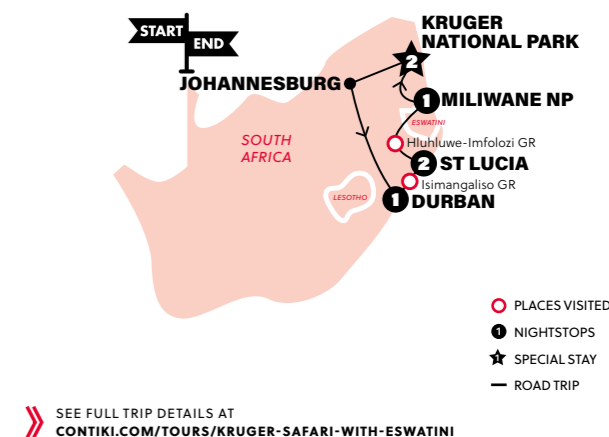 START
END
KRUGER
NATIONAL PARK
2
JOHANNESBURG
1 MILIWANE NP
ESWATINI
SOUTH
AFRICA
Hluhluwe-Imfolozi GR
2 ST LUCIA
Isimangaliso GR
LESOTHO
1 DURBAN
PLACES VISITED
1 NIGHTSTOPS
1 SPECIAL STAY
ROAD TRIP
SEE FULL TRIP DETAILS AT
CONTIKI.COM/TOURS/KRUGER-SAFARI-WITH-ESWATINI